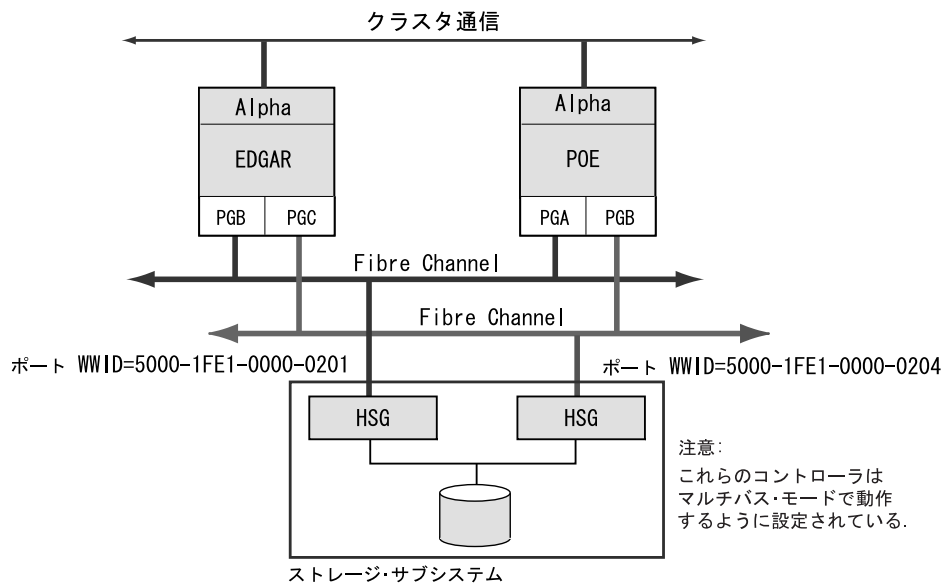 クラスタ通信
Alpha
Alpha
EDGAR
POE
PGB
PGC
PGA
PGB
Fibre Channel
Fibre Channel
ポート WWID=5000-1FE1-0000-0201
ポート WWID=5000-1FE1-0000-0204
HSG
HSG
注意:
これらのコントローラは
マルチバス・モードで動作
するように設定されている.
ストレージ・サブシステム